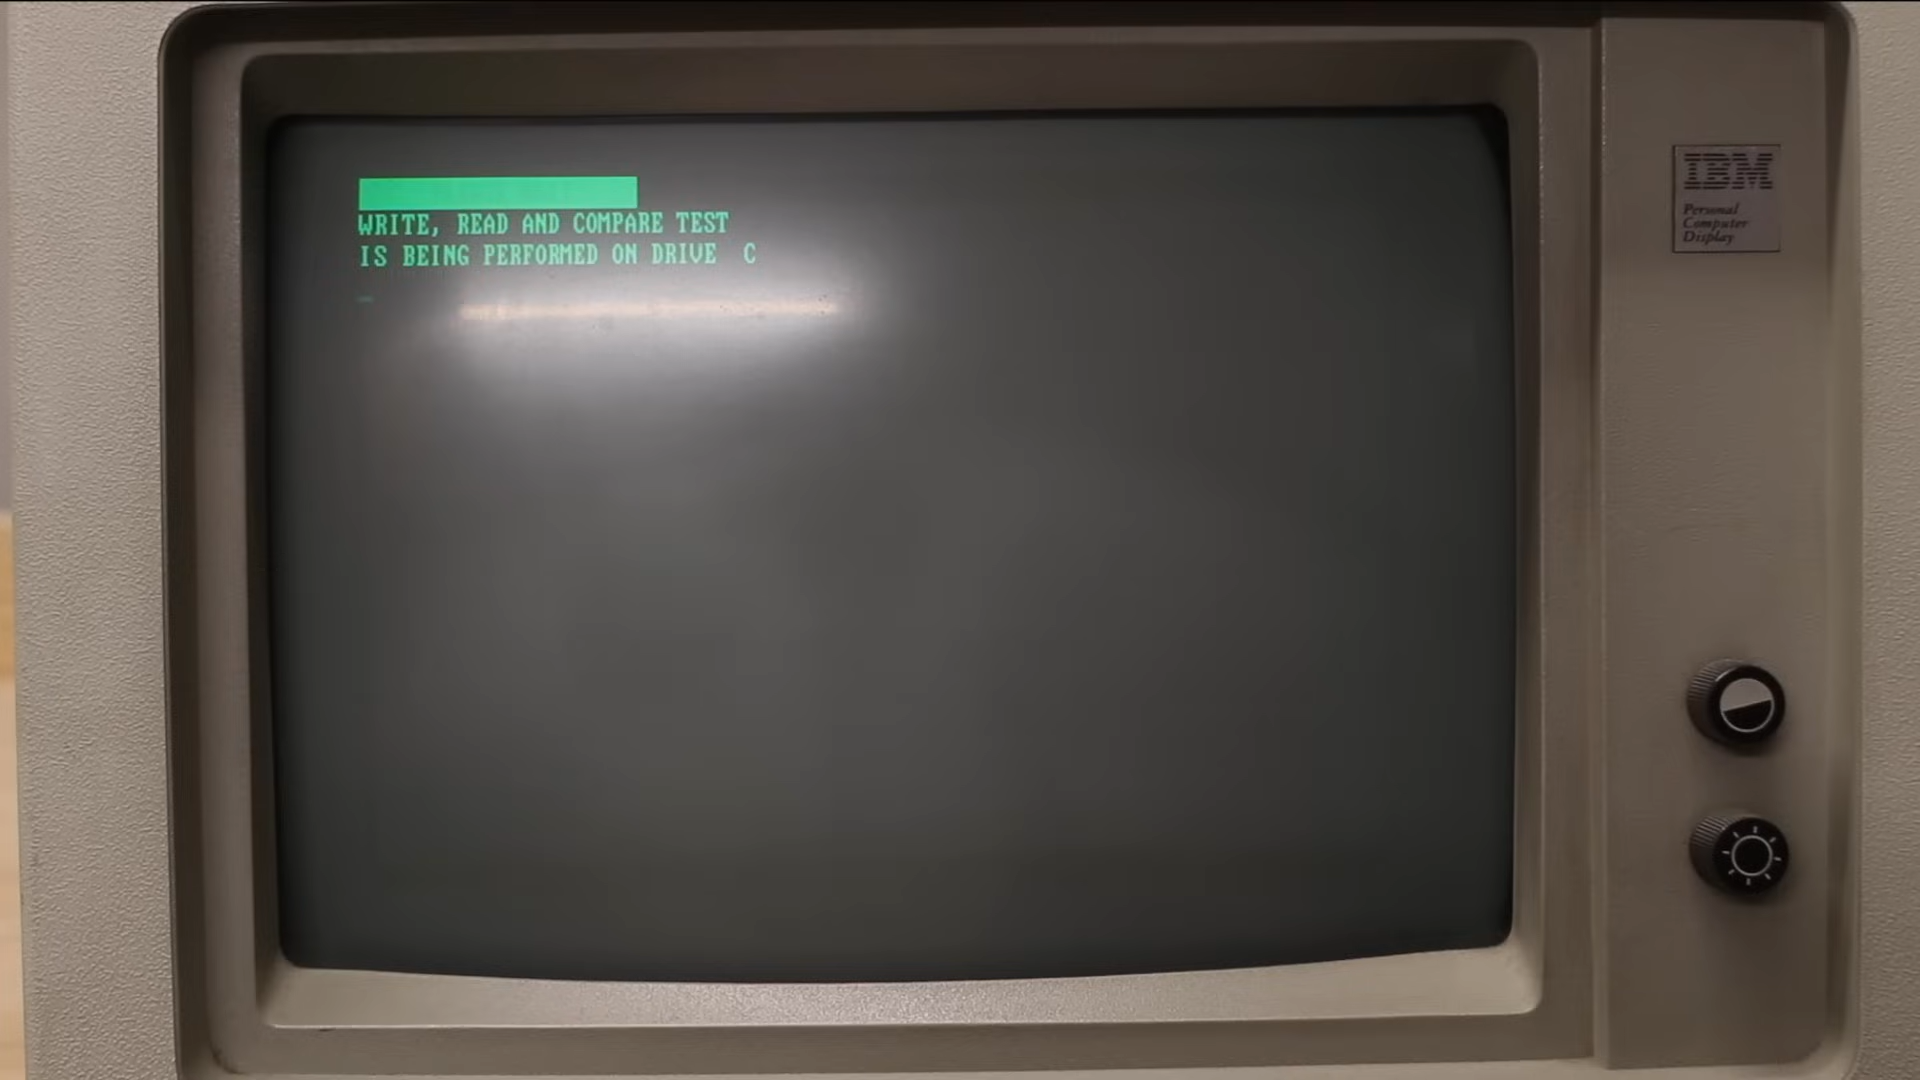 WRITE, READ AND COMPARE TEST
IS BEING PERFORMED ON DRIVE  C
IBM
Personal
Computer
Display